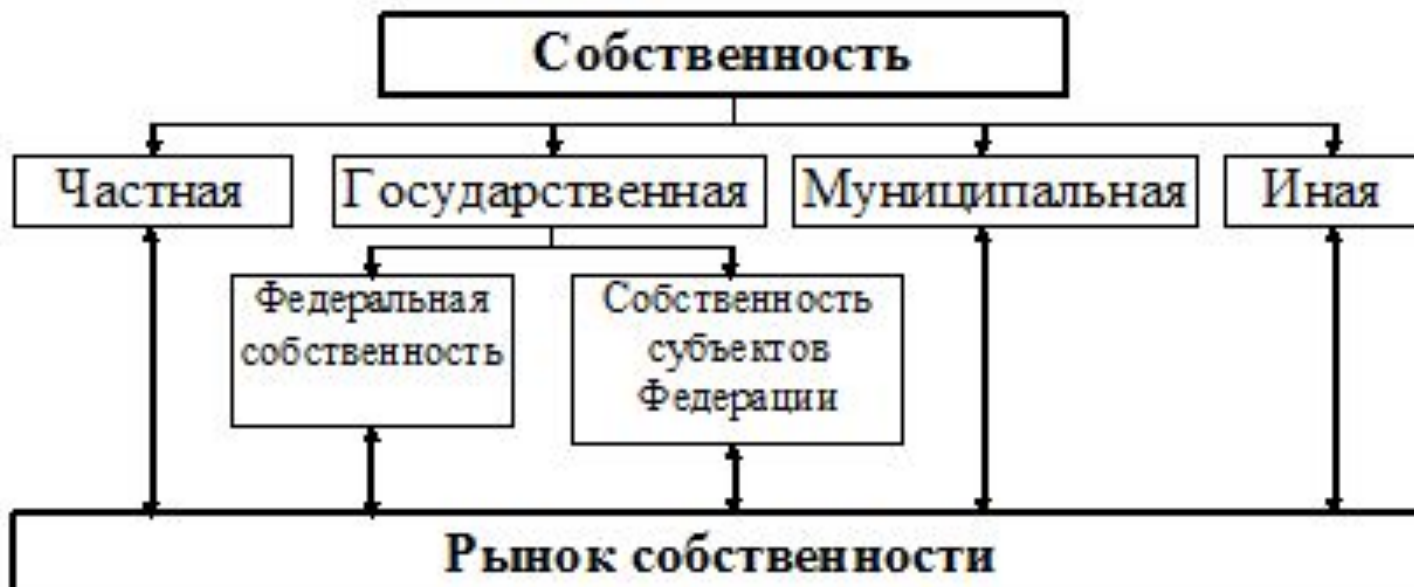 Собственность
Частная
Государственная
Муниципальная
Иная
Федеральная
собственность
Собственность
субъектов
Федерации
Рынок собственности